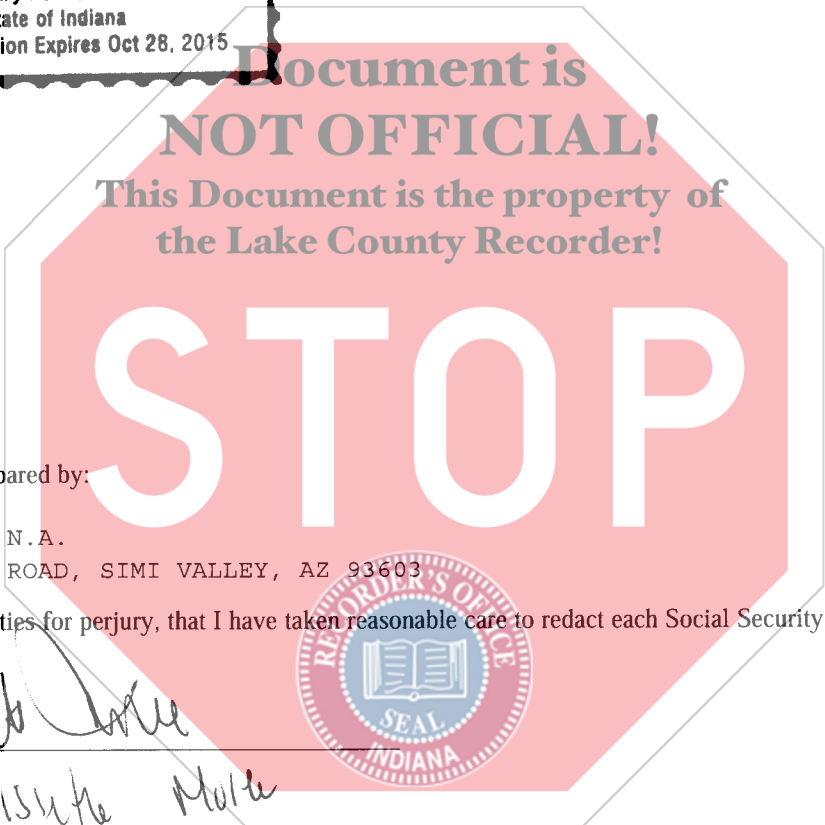 ate of Indiana
ion Expires Oct 28, 2015
Document is
NOT OFFICIAL!
This Document is the property of
the Lake County Recorder!
STOP
pared by:
N.A.
ROAD, SIMI VALLEY, AZ 93603
ties for perjury, that I have taken reasonable care to redact each Social Security
RECORDER'S OFFICE
SEAL
INDIANA